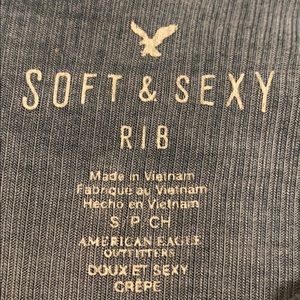 SOFT & SEXY
RIB
Made in Vietnam
Fabriqué au Vietnam
Hecho en Vietnam
S / P / CH
AMERICAN EAGLE
OUTFITTERS
DOUX ET SEXY
CRÊPE